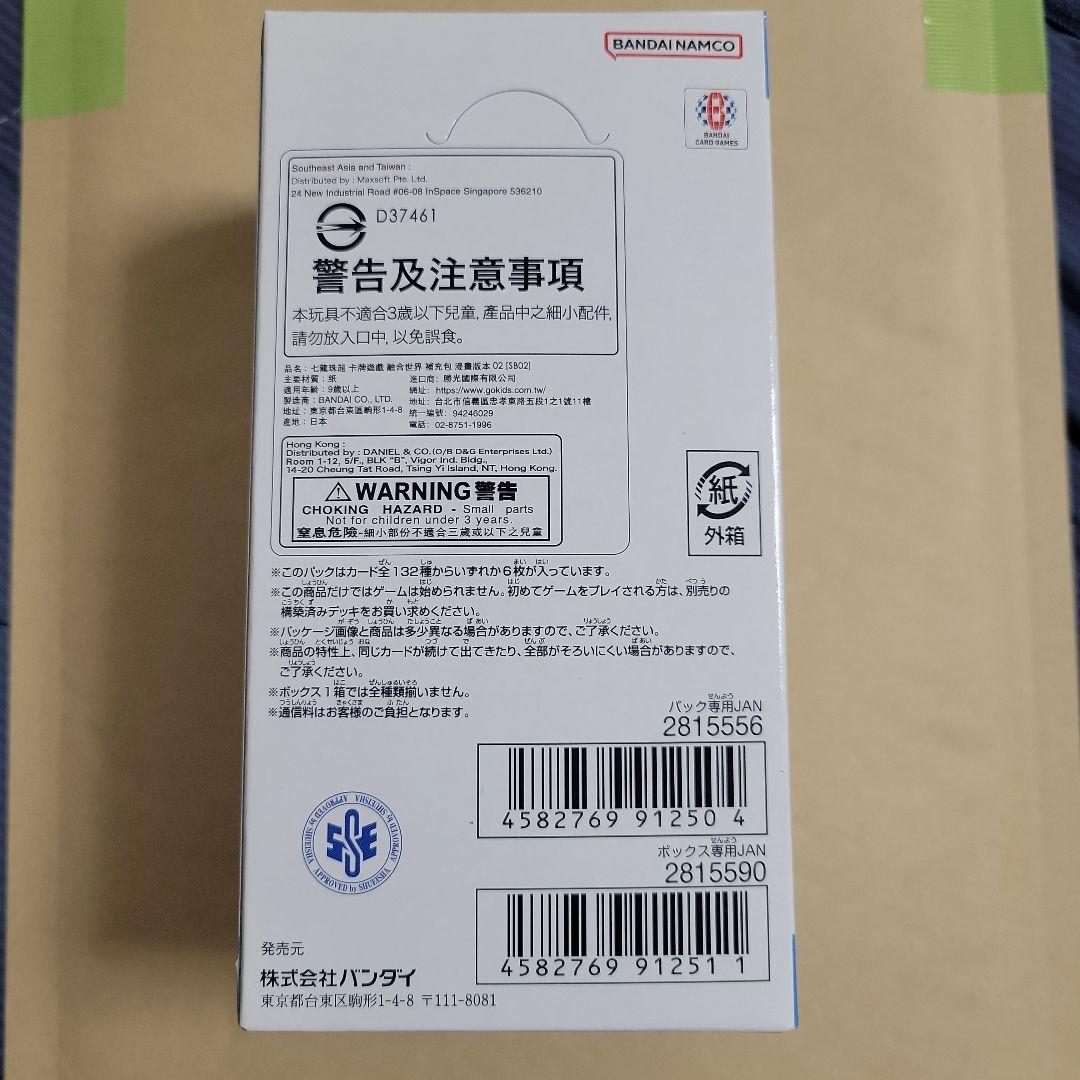 BANDAI NAMCO
BANDAI
CARD GAMES
Southeast Asia and Taiwan :
Distributed by : Maxsoft Pte. Ltd.
24 New Industrial Road #06-08 InSpace Singapore 536210
D37461
警告及注意事項
本玩具不適合3歲以下兒童, 產品中之細小配件,
請勿放入口中, 以免誤食。
品名：七龍珠超 卡牌遊戲 融合世界 補充包 漫畫版本 02 [SB02]
主要材質：紙
進口商：勝光國際有限公司
適用年齡：9歲以上
網址：https://www.gokids.com.tw/
製造商：BANDAI CO., LTD.
地址：台北市信義區忠孝東路五段1之1號11樓
地址：東京都台東區駒形1-4-8
統一編號：94246029
產地：日本
電話：02-8751-1996
Hong Kong :
Distributed by : DANIEL & CO.(O/B D&G Enterprises Ltd.)
Room 1-12, 5/F., BLK "B", Vigor Ind. Bldg.,
14-20 Cheung Tat Road, Tsing Yi Island, NT, Hong Kong.
WARNING 警告
CHOKING HAZARD - Small parts
Not for children under 3 years.
窒息危險-細小部份不適合三歲或以下之兒童
紙
外箱
※このパックはカード全132種からいずれか6枚が入っています。
※この商品だけではゲームは始められません。初めてゲームをプレイされる方は、別売りの
構築済みデッキをお買い求めください。
※パッケージ画像と商品は多少異なる場合がありますので、ご了承ください。
※商品の特性上、同じカードが続けて出てきたり、全部がそろいにくい場合がありますので、
ご了承ください。
※ボックス1箱では全種類揃いません。
※通信料はお客様のご負担となります。
パック専用JAN
2815556
4582769 91250 4
ボックス専用JAN
2815590
4582769 91251 1
APPROVED by SHUEISHA APPROVED by SHUEISHA APPROVED by SHUEISHA
発売元
株式会社バンダイ
東京都台東区駒形1-4-8 〒111-8081